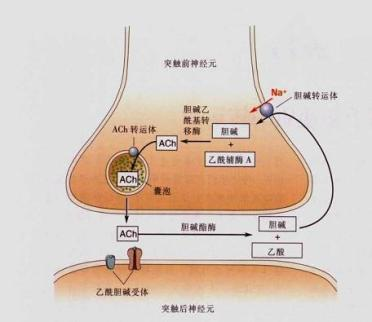 突触前神经元
Na⁺
胆碱转运体
胆碱乙
酰基转
移酶
胆碱
+
乙酰辅酶 A
ACh 转运体
ACh
ACh
囊泡
ACh
胆碱酯酶
胆碱
+
乙酸
乙酰胆碱受体
突触后神经元